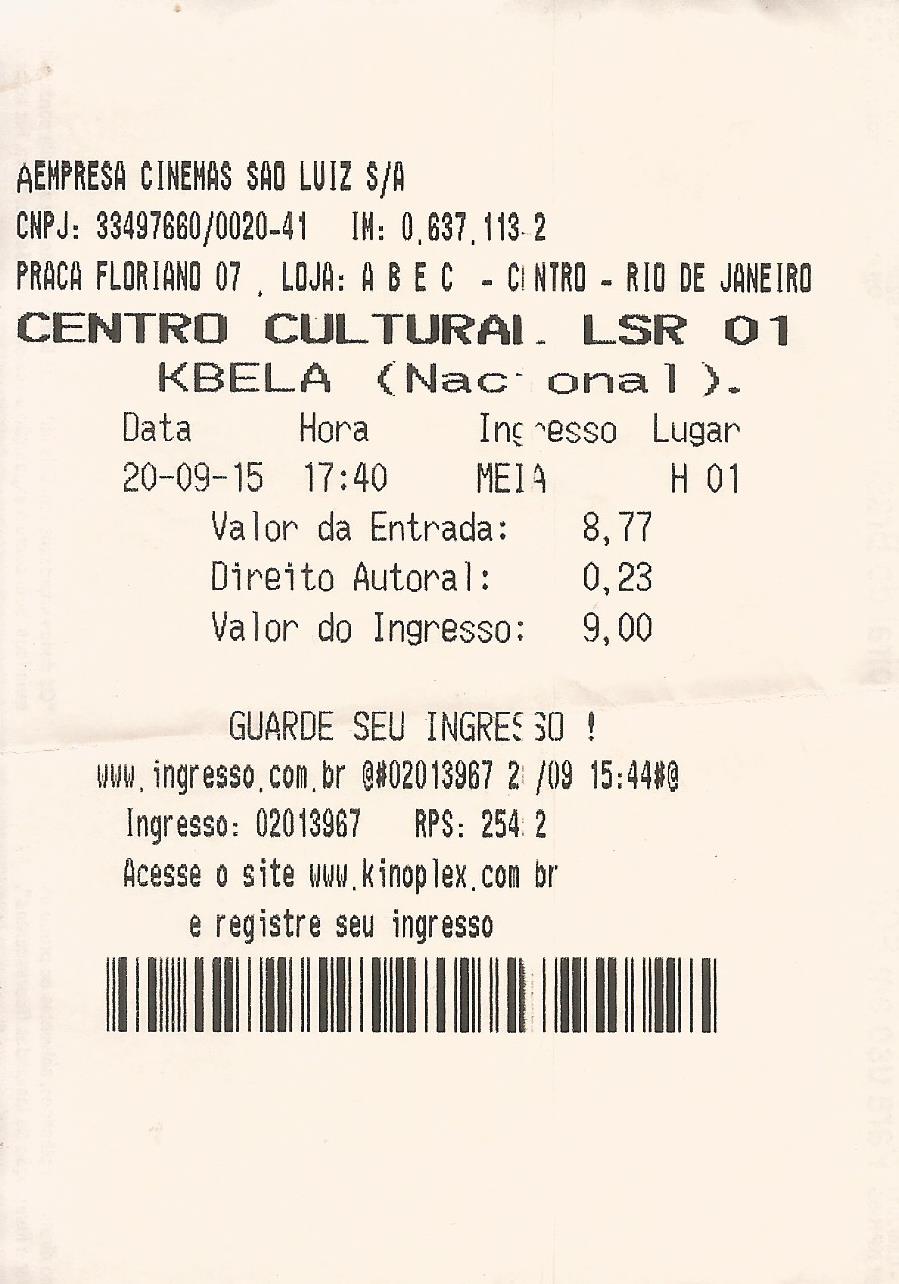 AEMPRESA CINEMAS SAO LUIZ S/A
CNPJ: 33497660/0020-41 IM: 0.637.113-2
PRACA FLORIANO 07 , LOJA: A B E C - CENTRO - RIO DE JANEIRO
CENTRO CULTURAL LSR 01
KBELA (Nacional).
Data Hora Ingresso Lugar
20-09-15 17:40 MEIA H 01
Valor da Entrada: 8,77
Direito Autoral: 0,23
Valor do Ingresso: 9,00
GUARDE SEU INGRESSO !
www.ingresso.com.br @#02013967 /09 15:44#@
Ingresso: 02013967 RPS:
Acesse o site www.kinoplex.com br
e registre seu ingresso